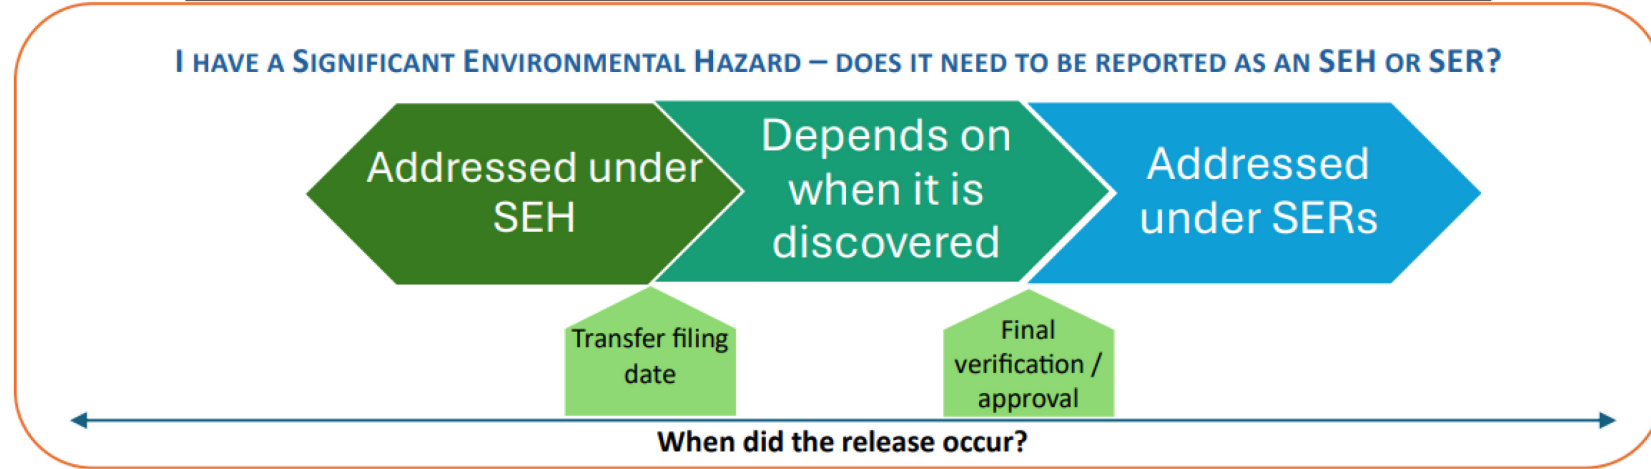 I HAVE A SIGNIFICANT ENVIRONMENTAL HAZARD – DOES IT NEED TO BE REPORTED AS AN SEH OR SER?
Addressed under
SEH
Depends on
when it is
discovered
Addressed
under SERs
Transfer filing
date
Final
verification /
approval
When did the release occur?